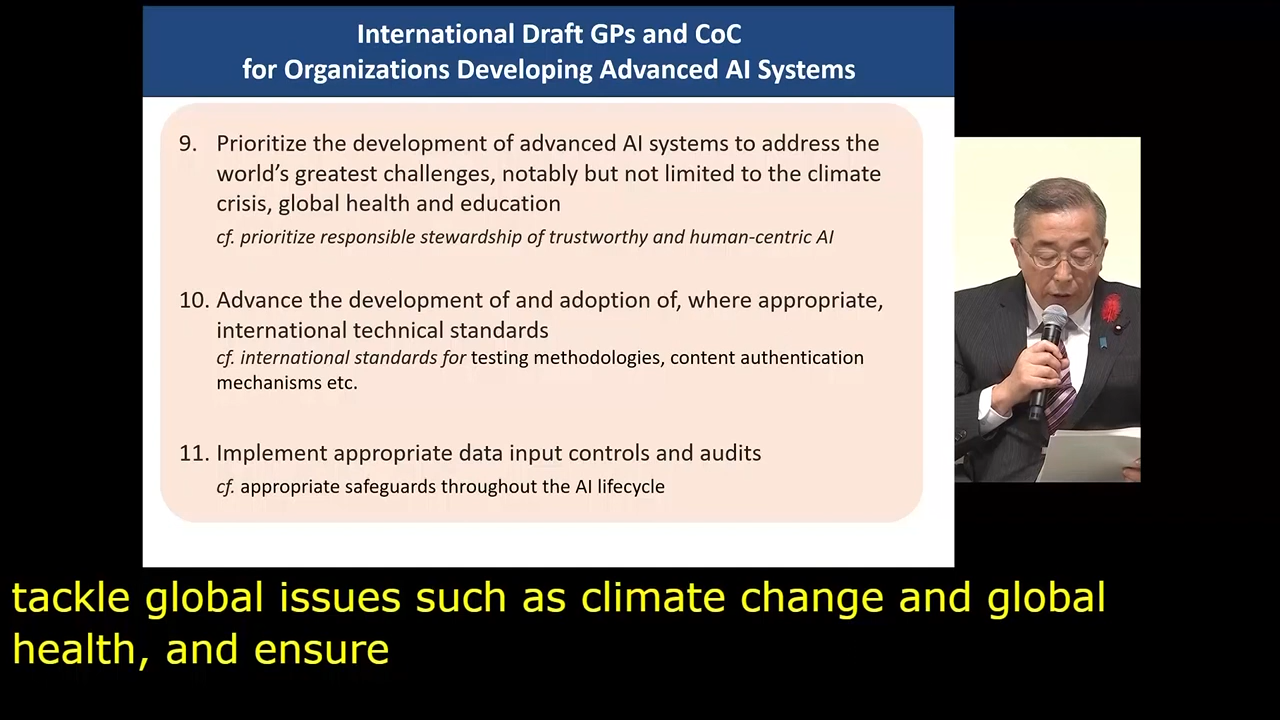 International Draft GPs and CoC
for Organizations Developing Advanced AI Systems
9. Prioritize the development of advanced AI systems to address the
world’s greatest challenges, notably but not limited to the climate
crisis, global health and education
cf. prioritize responsible stewardship of trustworthy and human-centric AI
10. Advance the development of and adoption of, where appropriate,
international technical standards
cf. international standards for testing methodologies, content authentication
mechanisms etc.
11. Implement appropriate data input controls and audits
cf. appropriate safeguards throughout the AI lifecycle
tackle global issues such as climate change and global
health, and ensure